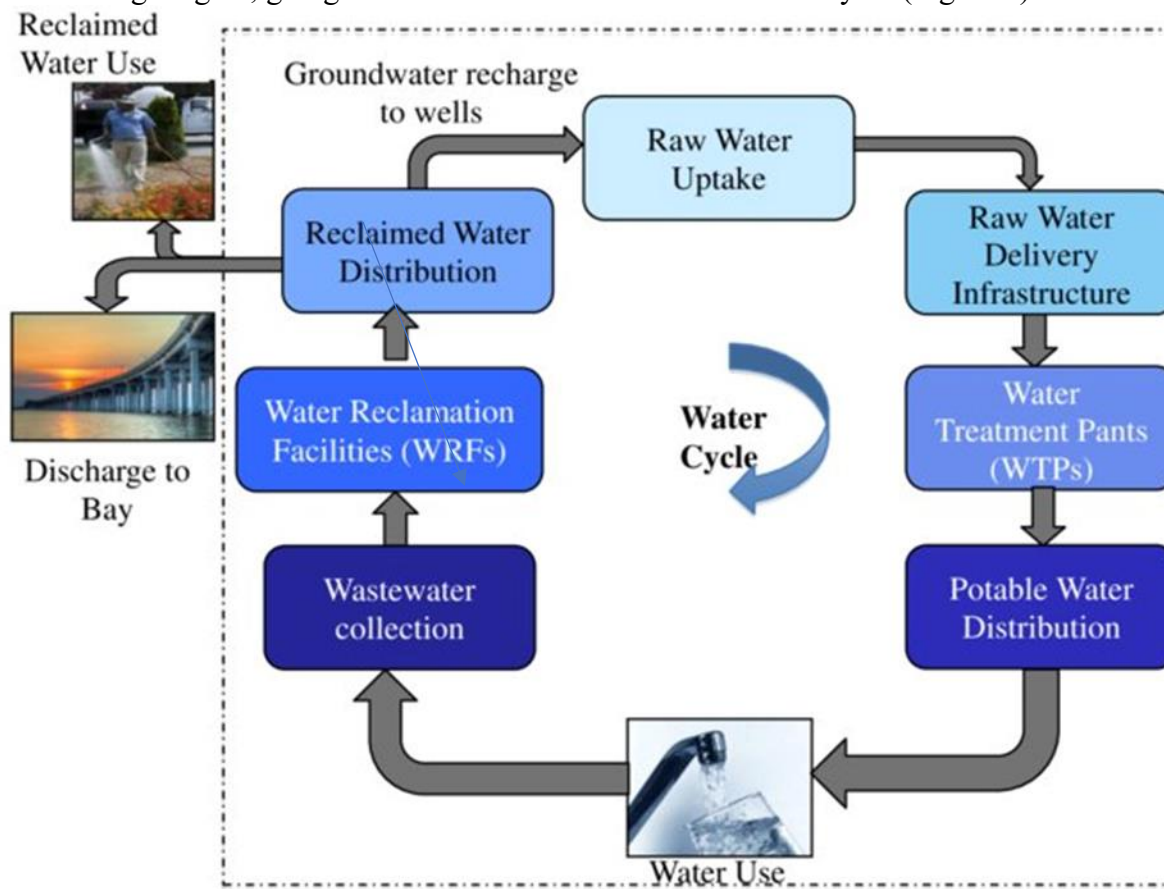 Reclaimed
Water Use
Groundwater recharge
to wells
Raw Water
Uptake
Raw Water
Delivery
Infrastructure
Reclaimed Water
Distribution
Water Reclamation
Facilities (WRFs)
Water
Cycle
Water
Treatment Pants
(WTPs)
Discharge to
Bay
Wastewater
collection
Potable Water
Distribution
Water Use